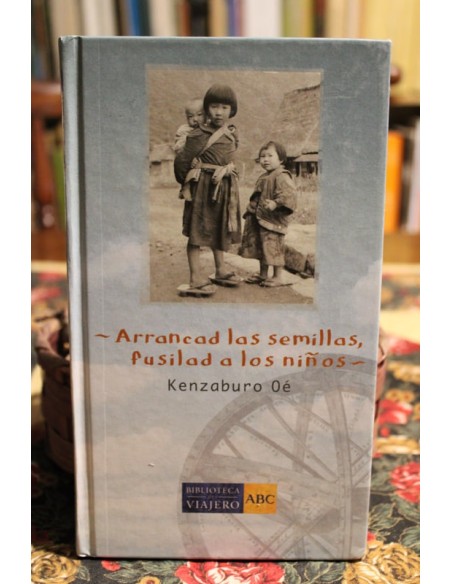 ~Arrancad las semillas,
fusilad a los niños~
Kenzaburo Oé
BIBLIOTECA
VIAJERO
ABC